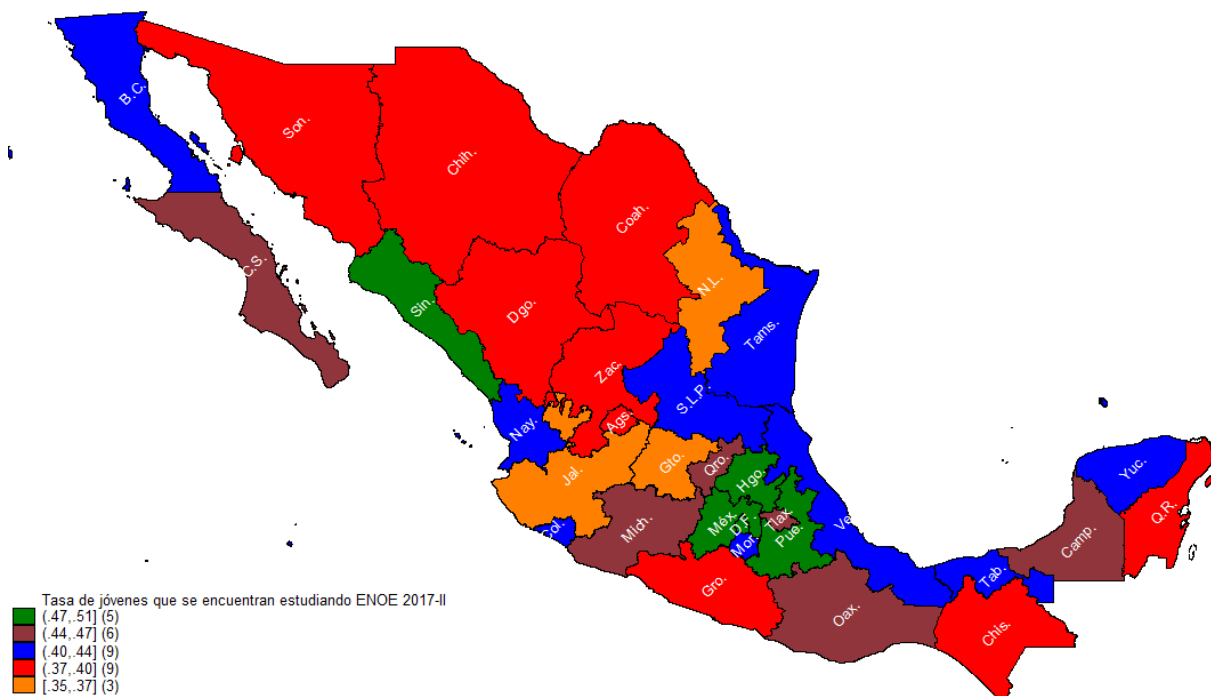 B.C.
Son.
Chih.
Coah.
C.S.
Sin.
Dgo.
N.L.
Tams.
Zac.
S.L.P.
Nay.
Ags.
Jal.
Gto.
Qro.
Hgo.
Yuc.
Col.
Mich.
Méx.
D.F.
Tlax.
Mor.
Pue.
Ve
Camp.
Q.R.
Gro.
Oax.
Tab.
Chis.
Tasa de jóvenes que se encuentran estudiando ENOE 2017-II
(.47,.51] (5)
(.44,.47] (6)
(.40,.44] (9)
(.37,.40] (9)
[.35,.37] (3)